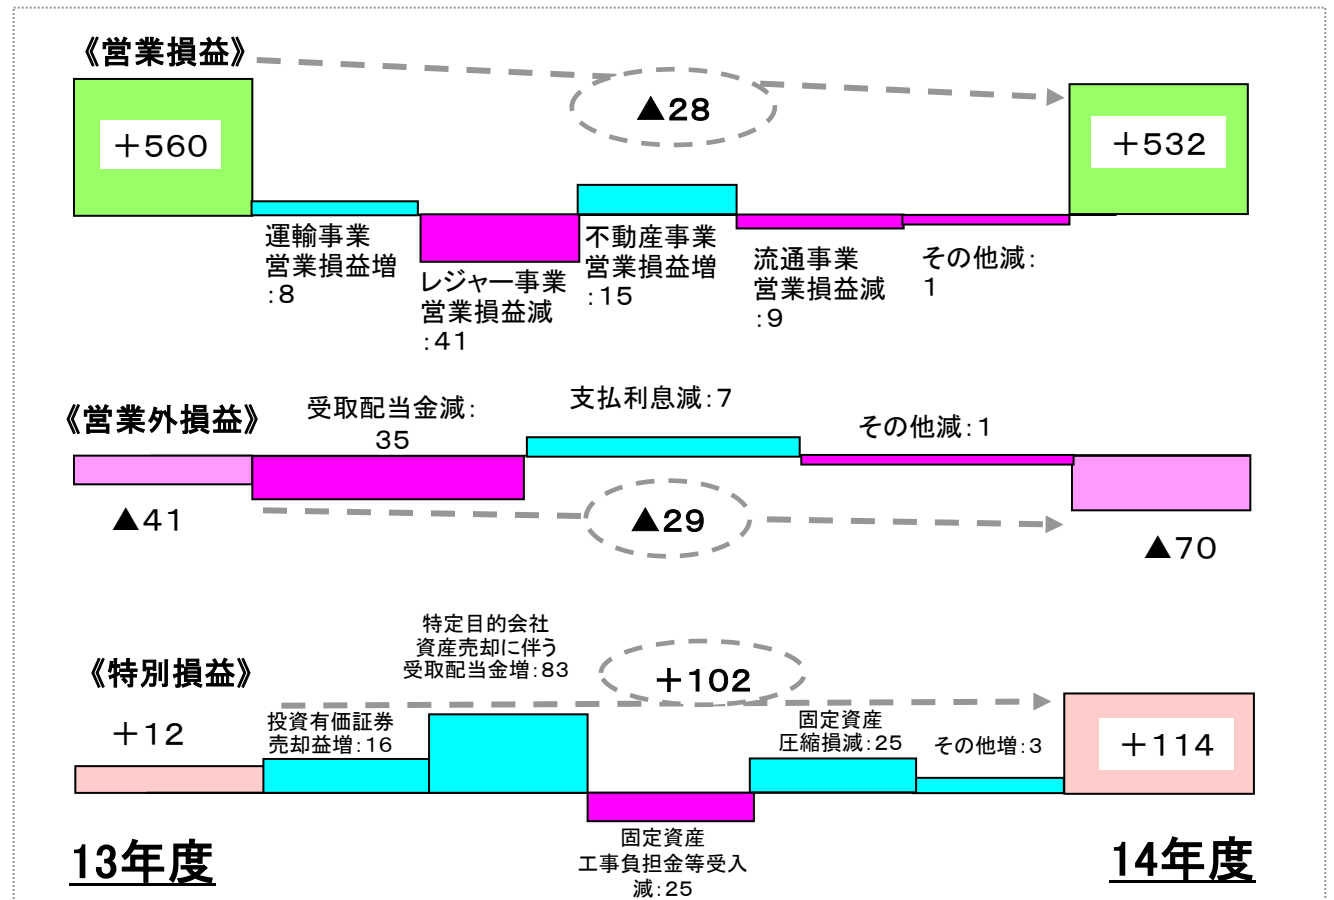 《営業損益》
▲28
＋560
＋532
運輸事業
営業損益増
:8
レジャー事業
営業損益減
:41
不動産事業
営業損益増
:15
流通事業
営業損益減
:9
その他減:
1
《営業外損益》
受取配当金減:
35
支払利息減:7
その他減:1
▲41
▲29
▲70
《特別損益》
特定目的会社
資産売却に伴う
受取配当金増:83
＋102
＋12
投資有価証券
売却益増:16
固定資産
圧縮損減:25
その他増:3
＋114
固定資産
工事負担金等受入
減:25
13年度
14年度